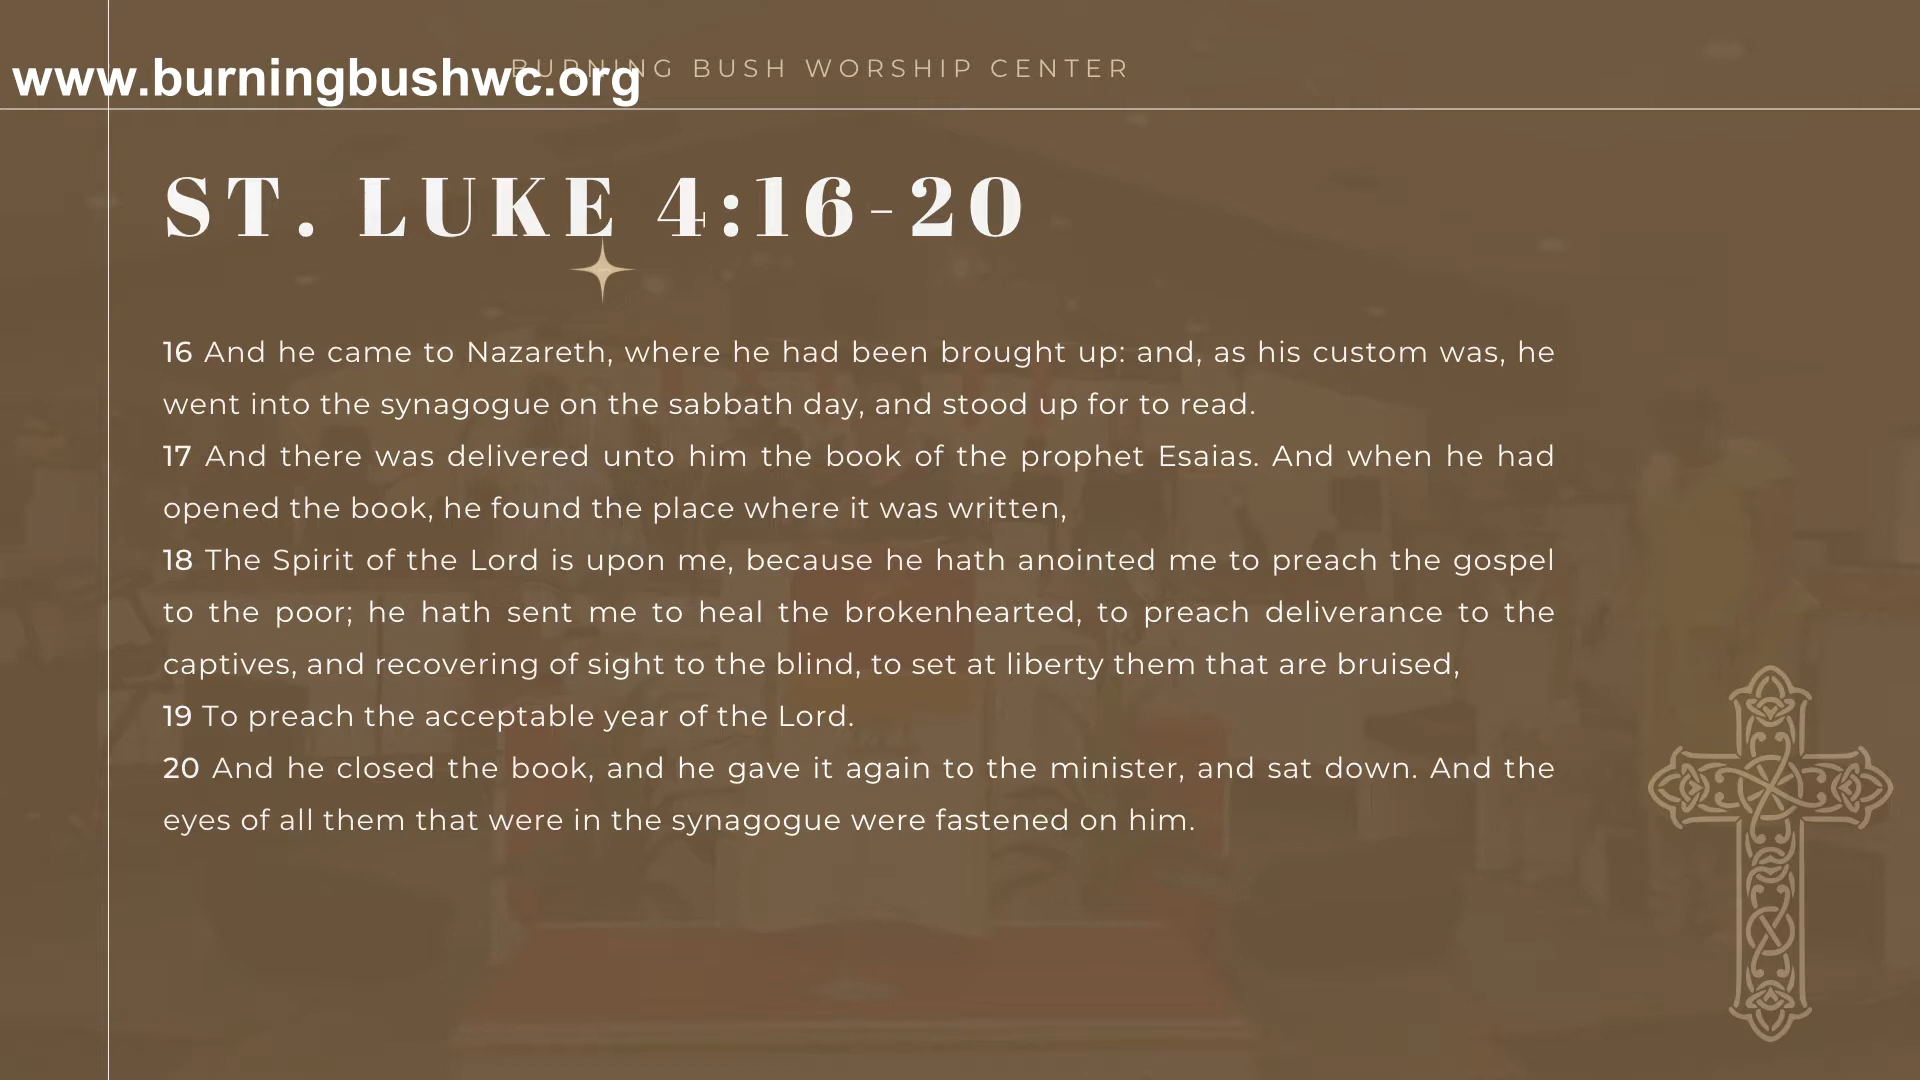 www.burningbushwc.org
BURNING BUSH WORSHIP CENTER
ST. LUKE 4:16-20
16 And he came to Nazareth, where he had been brought up: and, as his custom was, he
went into the synagogue on the sabbath day, and stood up for to read.
17 And there was delivered unto him the book of the prophet Esaias. And when he had
opened the book, he found the place where it was written,
18 The Spirit of the Lord is upon me, because he hath anointed me to preach the gospel
to the poor; he hath sent me to heal the brokenhearted, to preach deliverance to the
captives, and recovering of sight to the blind, to set at liberty them that are bruised,
19 To preach the acceptable year of the Lord.
20 And he closed the book, and he gave it again to the minister, and sat down. And the
eyes of all them that were in the synagogue were fastened on him.